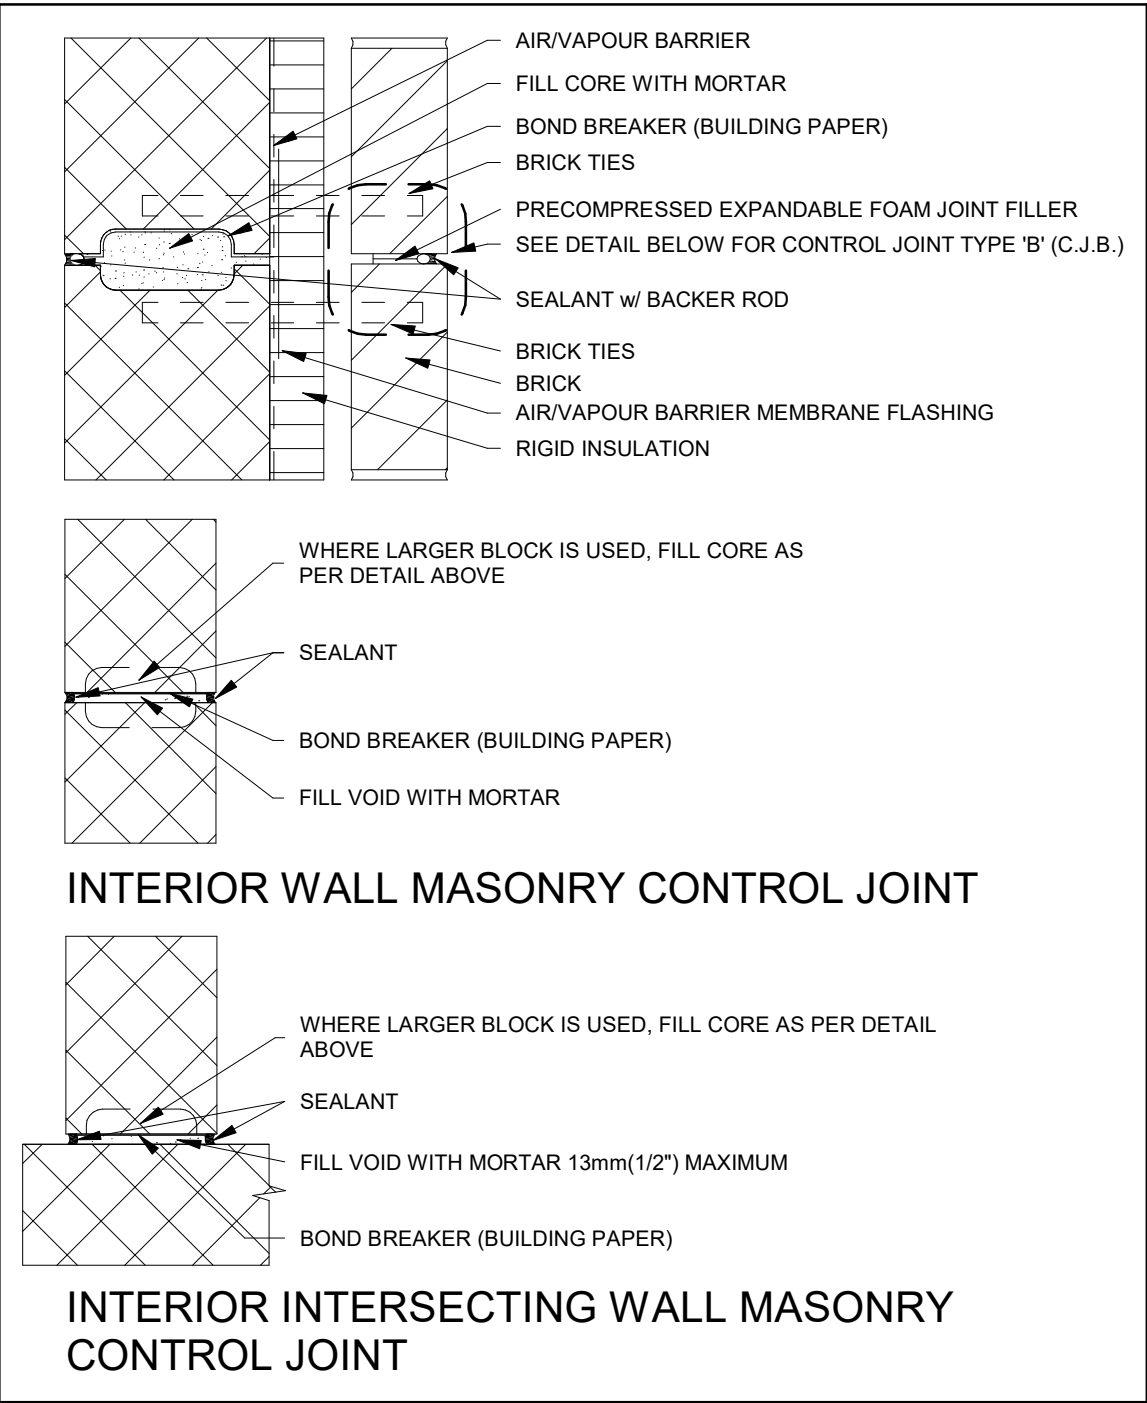 AIR/VAPOUR BARRIER
FILL CORE WITH MORTAR
BOND BREAKER (BUILDING PAPER)
BRICK TIES
PRECOMPRESSED EXPANDABLE FOAM JOINT FILLER
SEE DETAIL BELOW FOR CONTROL JOINT TYPE 'B' (C.J.B.)
SEALANT w/ BACKER ROD
BRICK TIES
BRICK
AIR/VAPOUR BARRIER MEMBRANE FLASHING
RIGID INSULATION
WHERE LARGER BLOCK IS USED, FILL CORE AS
PER DETAIL ABOVE
SEALANT
BOND BREAKER (BUILDING PAPER)
FILL VOID WITH MORTAR
INTERIOR WALL MASONRY CONTROL JOINT
WHERE LARGER BLOCK IS USED, FILL CORE AS PER DETAIL
ABOVE
SEALANT
FILL VOID WITH MORTAR 13mm(1/2") MAXIMUM
BOND BREAKER (BUILDING PAPER)
INTERIOR INTERSECTING WALL MASONRY
CONTROL JOINT